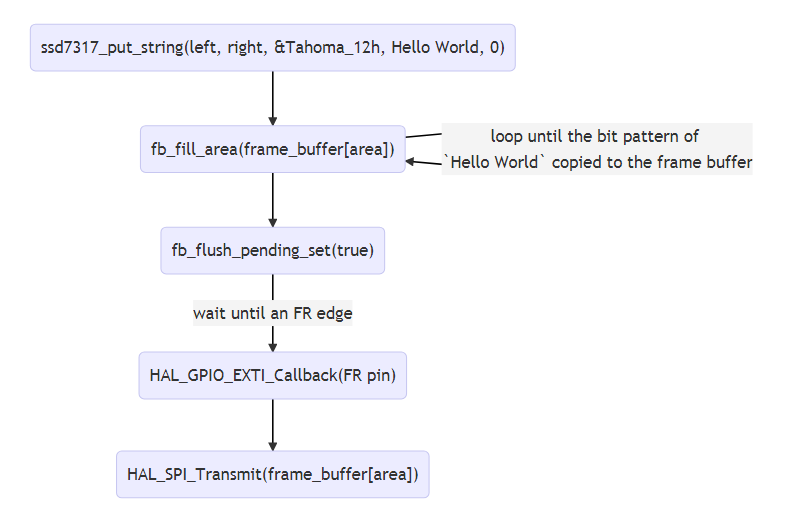 ssd7317_put_string(left, right, &Tahoma_12h, Hello World, 0)
fb_fill_area(frame_buffer[area])
loop until the bit pattern of
`Hello World` copied to the frame buffer
fb_flush_pending_set(true)
wait until an FR edge
HAL_GPIO_EXTI_Callback(FR pin)
HAL_SPI_Transmit(frame_buffer[area])